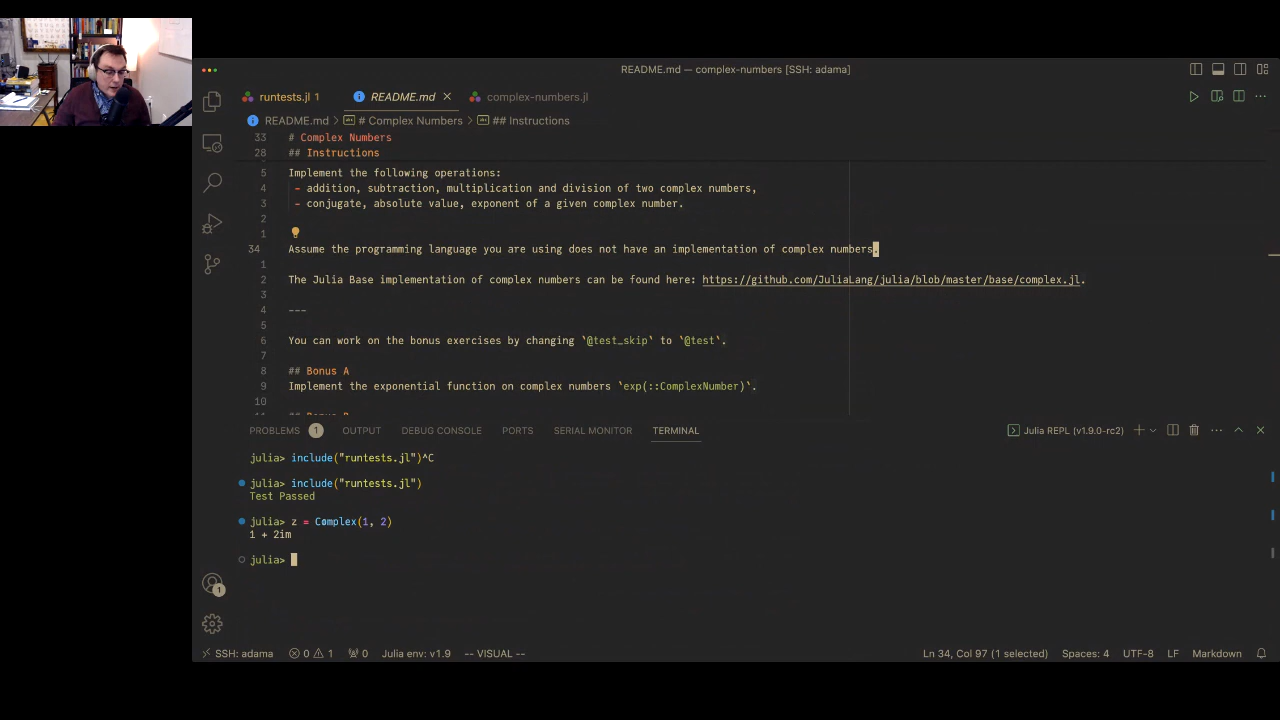 README.md — complex-numbers [SSH: adama]
runtests.jl 1 README.md complex-numbers.jl
README.md > # Complex Numbers > ## Instructions
33 # Complex Numbers
28 ## Instructions
5 Implement the following operations:
4 - addition, subtraction, multiplication and division of two complex numbers,
3 - conjugate, absolute value, exponent of a given complex number.
2
1
34 Assume the programming language you are using does not have an implementation of complex numbers.
1
2 The Julia Base implementation of complex numbers can be found here: https://github.com/JuliaLang/julia/blob/master/base/complex.jl.
3
4 ---
5
6 You can work on the bonus exercises by changing `@test_skip` to `@test`.
7
8 ## Bonus A
9 Implement the exponential function on complex numbers `exp(::ComplexNumber)`.
10
PROBLEMS 1 OUTPUT DEBUG CONSOLE PORTS SERIAL MONITOR TERMINAL Julia REPL (v1.9.0-rc2)
julia> include("runtests.jl")^C
julia> include("runtests.jl")
Test Passed
julia> z = Complex(1, 2)
1 + 2im
julia>
1
SSH: adama 0 1 0 Julia env: v1.9 -- VISUAL -- Ln 34, Col 97 (1 selected) Spaces: 4 UTF-8 LF Markdown